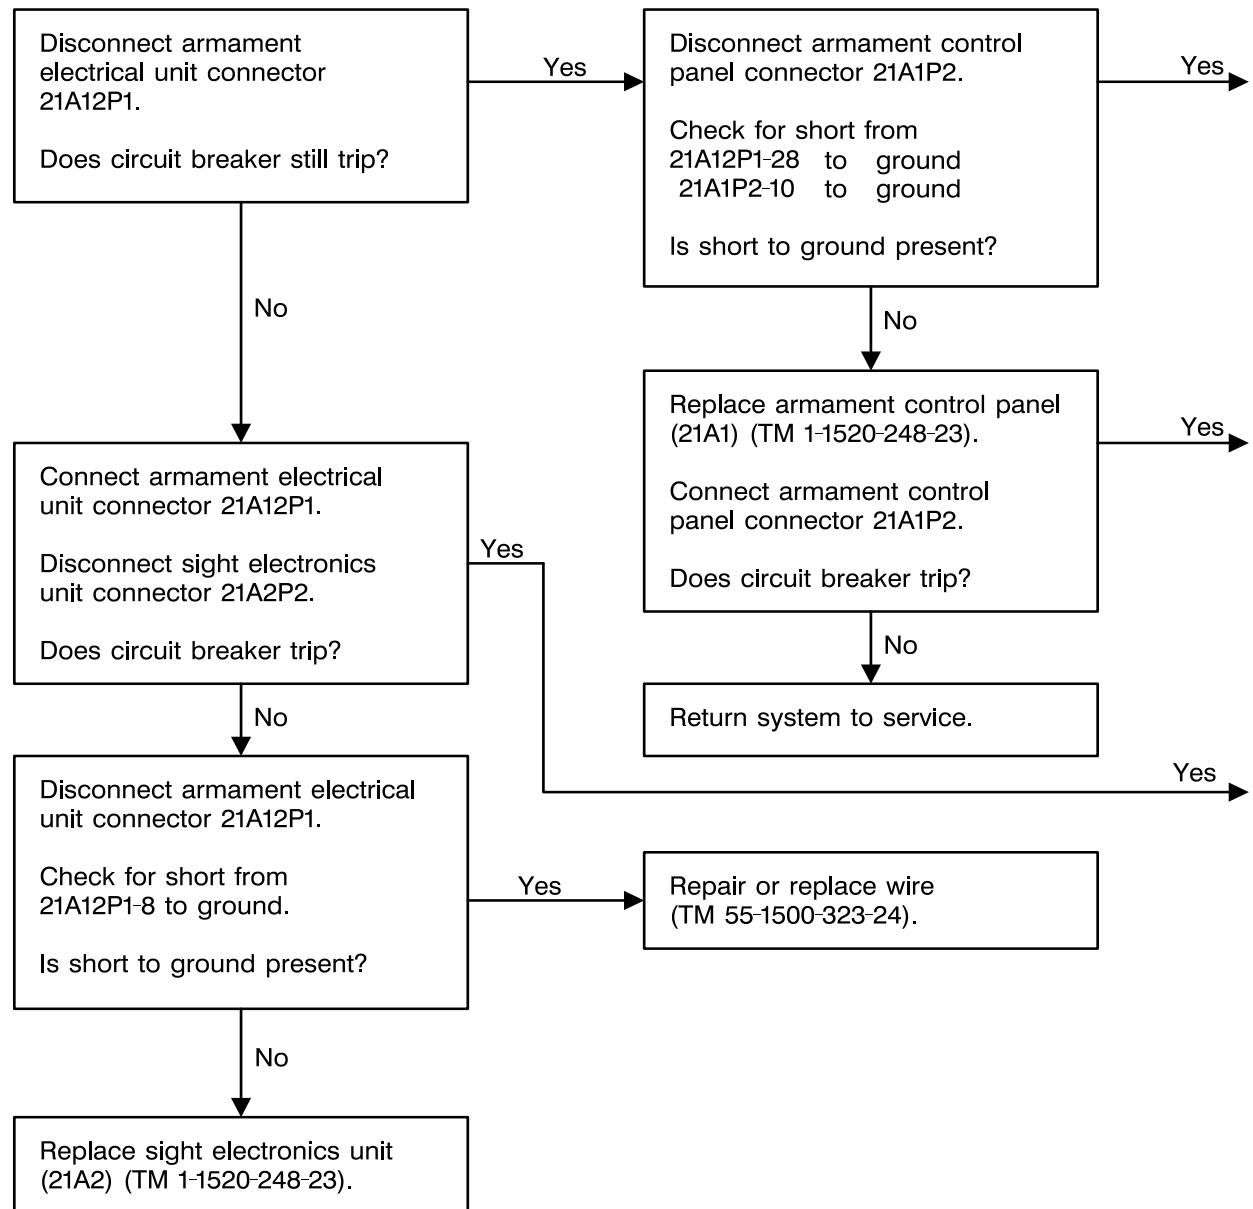 Disconnect armament
electrical unit connector
21A12P1.
Does circuit breaker still trip?
Yes
Disconnect armament control
panel connector 21A1P2.
Check for short from
21A12P1-28 to ground
21A1P2-10 to ground
Is short to ground present?
Yes
No
No
Replace armament control panel
(21A1) (TM 1-1520-248-23).
Connect armament control
panel connector 21A1P2.
Does circuit breaker trip?
Yes
Connect armament electrical
unit connector 21A12P1.
Disconnect sight electronics
unit connector 21A2P2.
Does circuit breaker trip?
Yes
No
Return system to service.
No
Yes
Disconnect armament electrical
unit connector 21A12P1.
Check for short from
21A12P1-8 to ground.
Is short to ground present?
Yes
Repair or replace wire
(TM 55-1500-323-24).
No
Replace sight electronics unit
(21A2) (TM 1-1520-248-23).